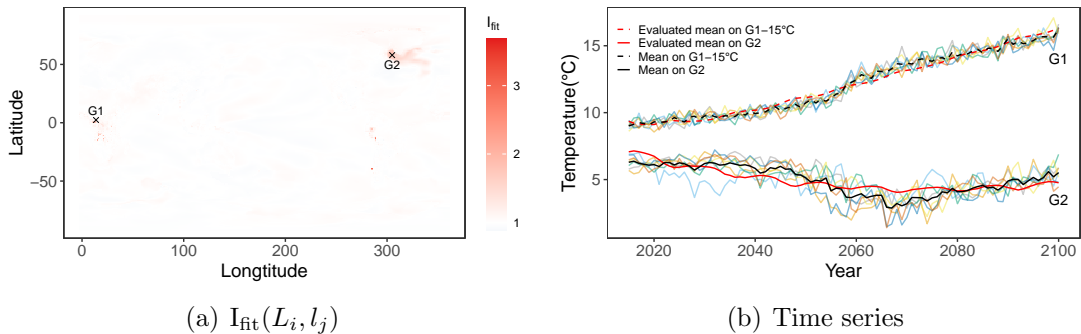 I_fit
50
0
−50
Latitude
G1
G2
3
2
1
0
100
200
300
Longtitude
(a) I_fit(L_i, l_j)
Temperature(°C)
15
10
5
Evaluated mean on G1−15°C
Evaluated mean on G2
Mean on G1−15°C
Mean on G2
G1
G2
2020
2040
2060
2080
2100
Year
(b) Time series